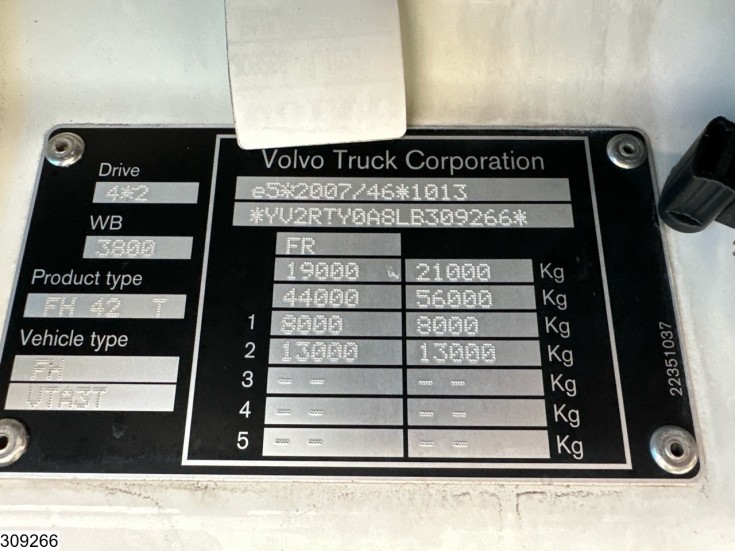 Drive
4*2
WB
3800
Product type
FH 42 T
Vehicle type
FH
VTA3T
Volvo Truck Corporation
e5*2007/46*1013
*YV2RTY0A8LB309266*
FR
19000 21000 Kg
44000 56000 Kg
1 8000 8000 Kg
2 13000 13000 Kg
3 -- -- -- -- Kg
4 -- -- -- -- Kg
5 -- -- -- -- Kg
22351037
309266